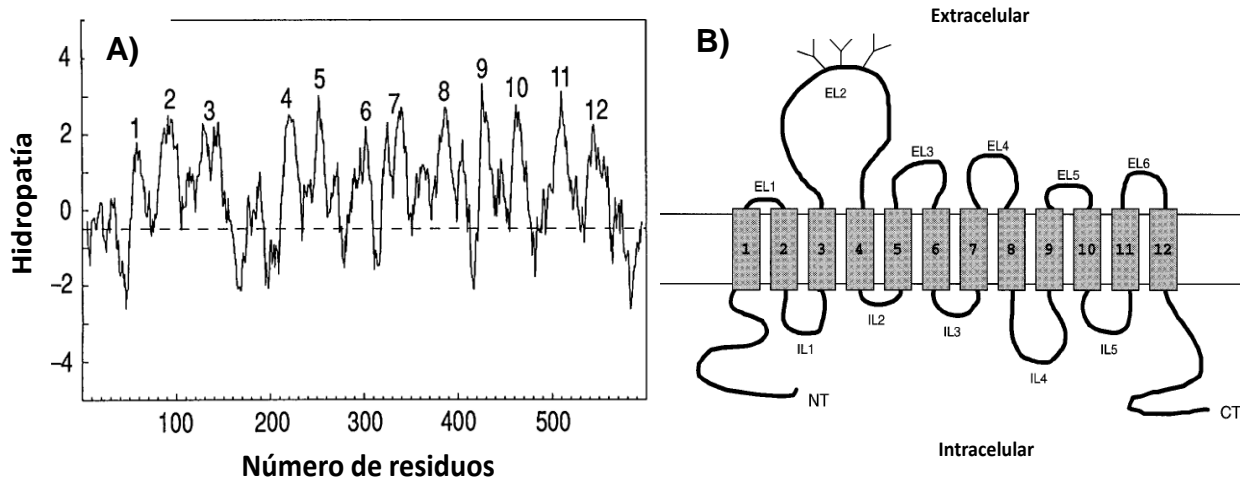 A)
4
2
0
−2
−4
Hidropatía
1 2 3 4 5 6 7 8 9 10 11 12
100 200 300 400 500
Número de residuos
B)
Extracelular
EL2
EL3
EL4
EL1
EL5
EL6
1 2 3 4 5 6 7 8 9 10 11 12
IL1
IL2
IL3
IL4
IL5
NT
CT
Intracelular